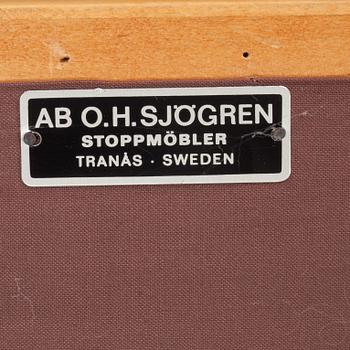 AB O.H. SJÖGREN
STOPPMÖBLER
TRANÅS · SWEDEN